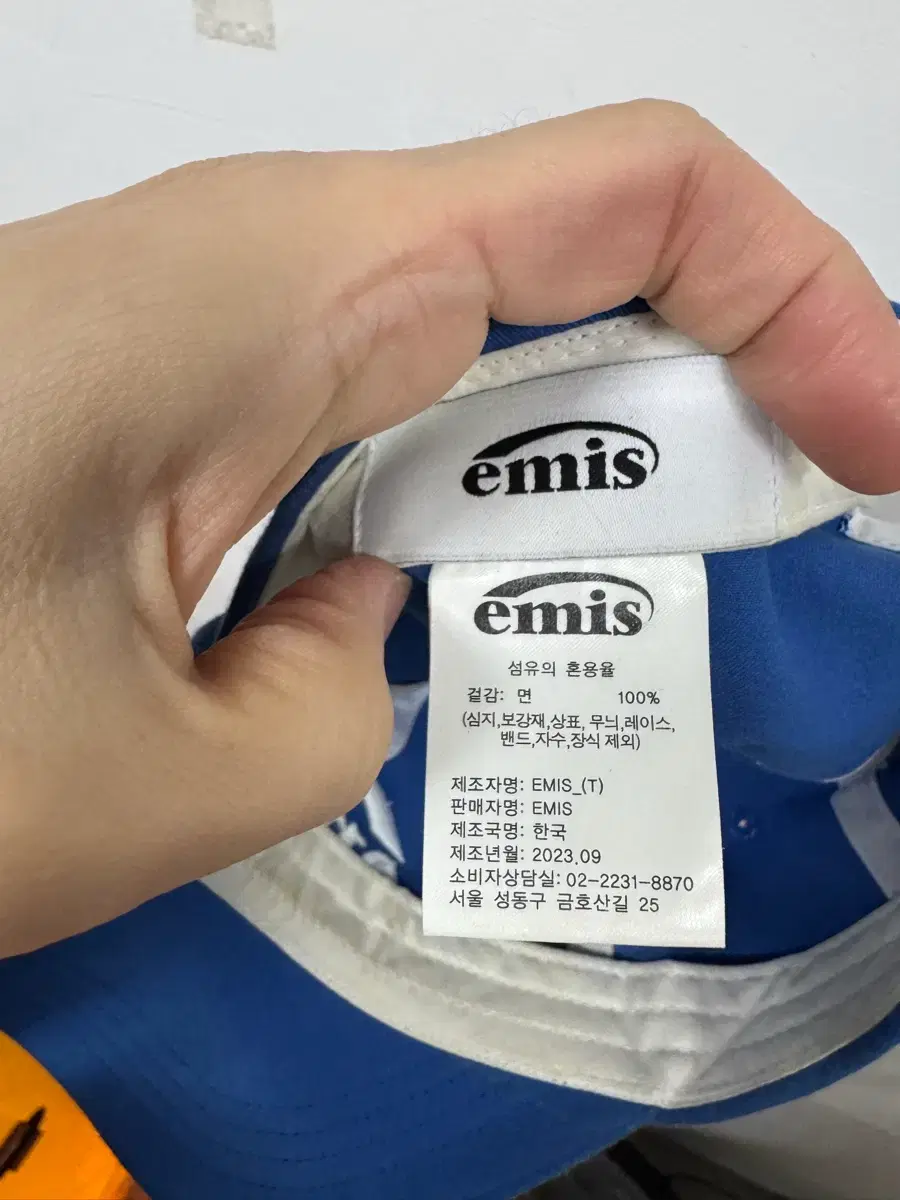 emis
emis
섬유의 혼용율
겉감: 면 100%
(심지,보강재,상표, 무늬,레이스,
밴드,자수,장식 제외)
제조자명: EMIS_(T)
판매자명: EMIS
제조국명: 한국
제조년월: 2023.09
소비자상담실: 02-2231-8870
서울 성동구 금호산길 25